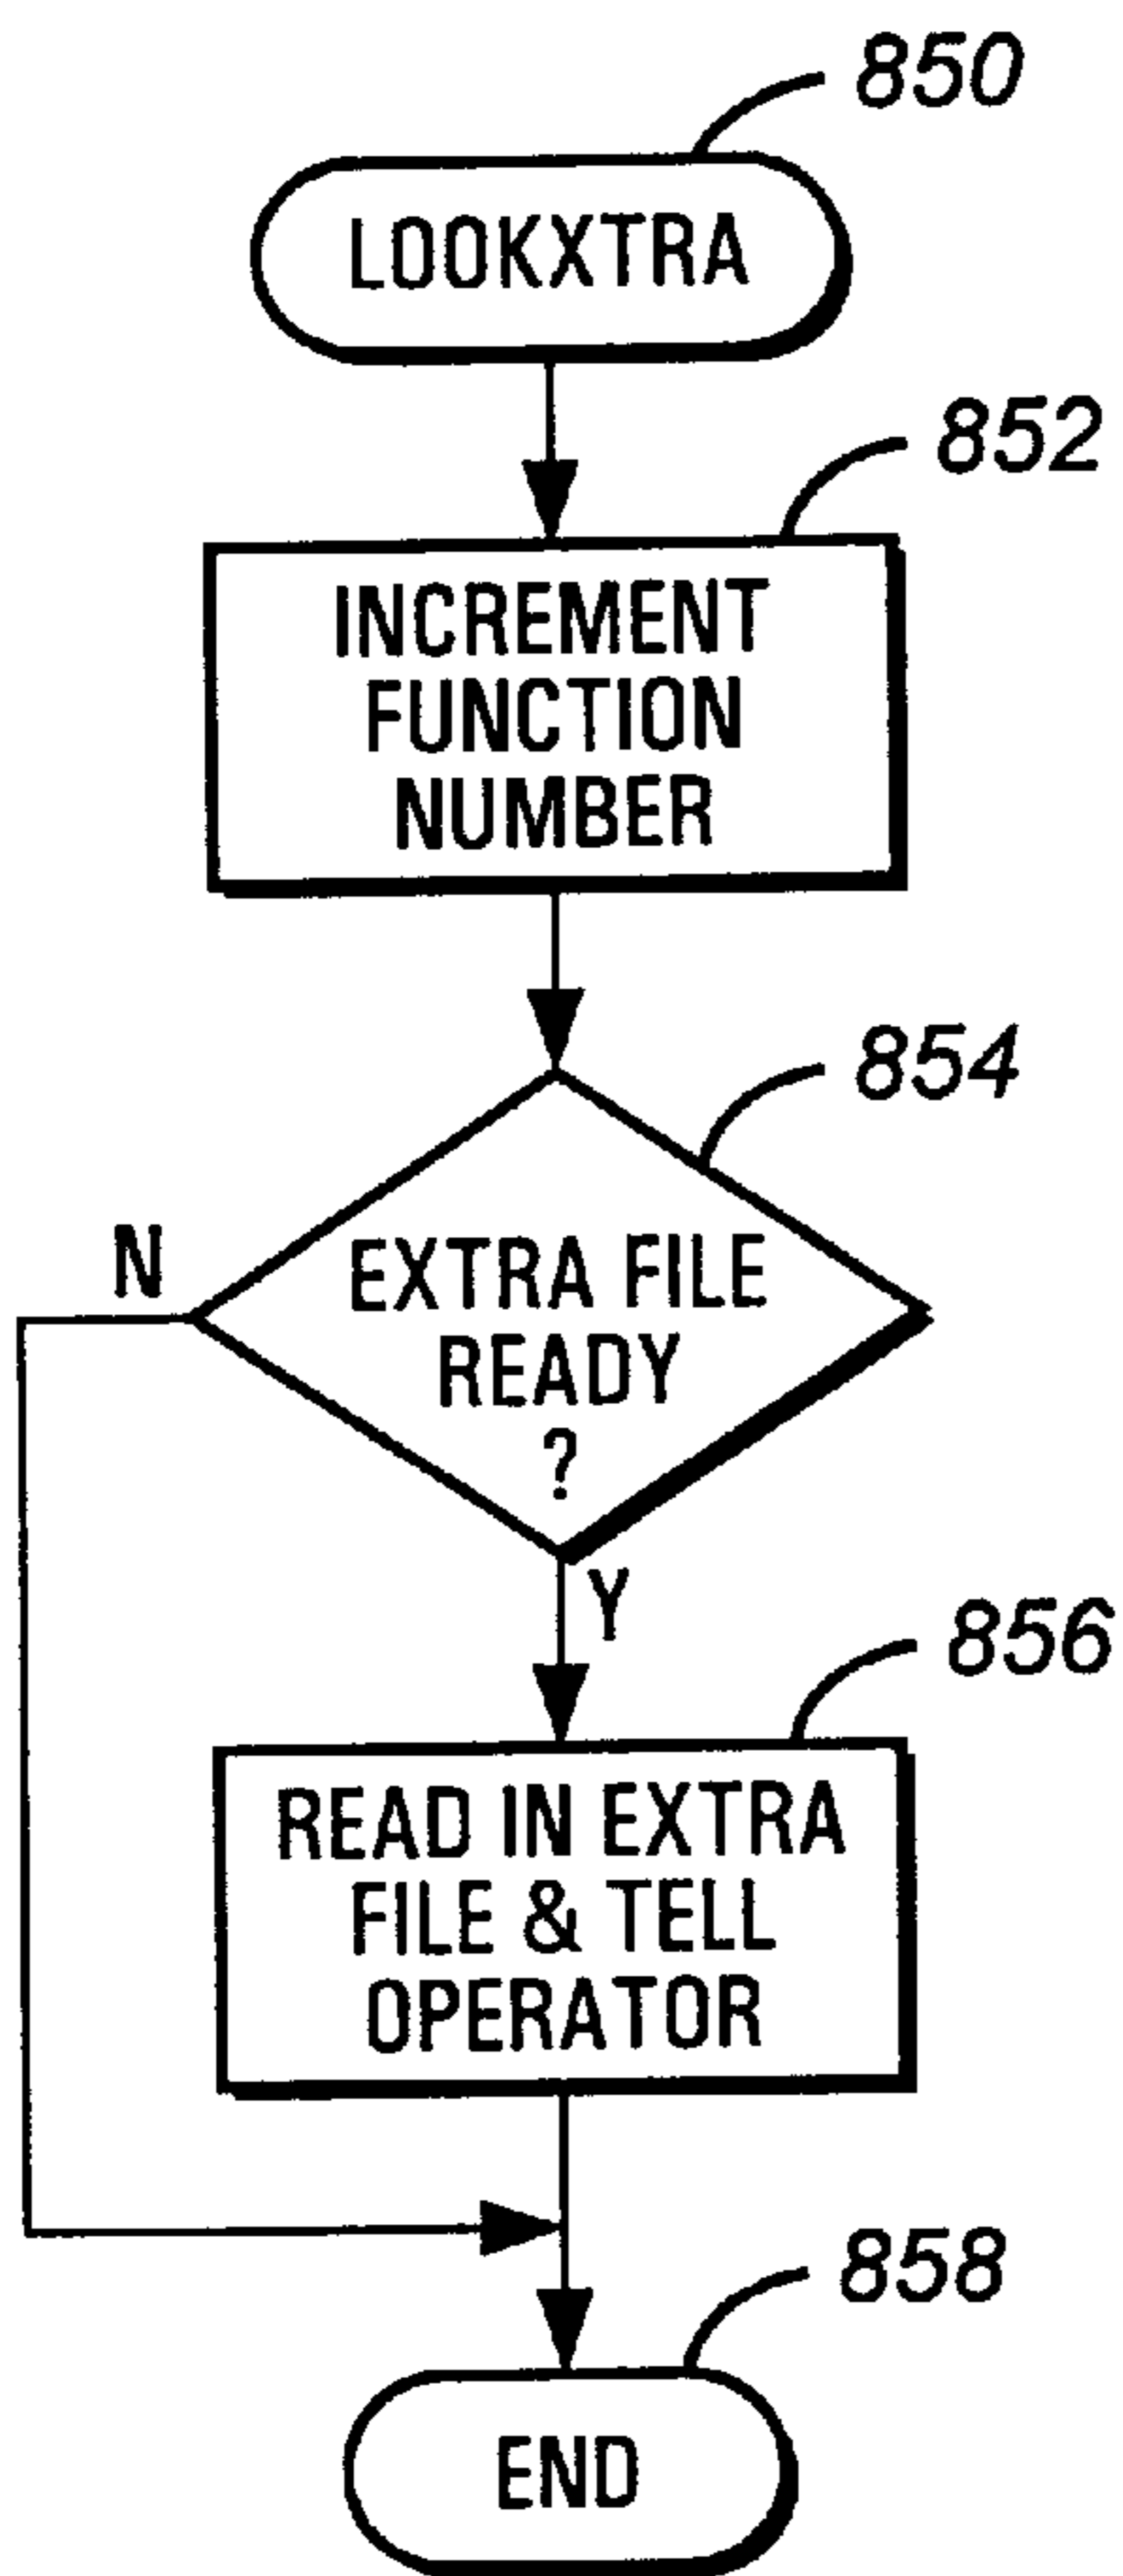 850
LOOKXTRA
852
INCREMENT
FUNCTION
NUMBER
854
N
EXTRA FILE
READY
?
Y
856
READ IN EXTRA
FILE & TELL
OPERATOR
858
END